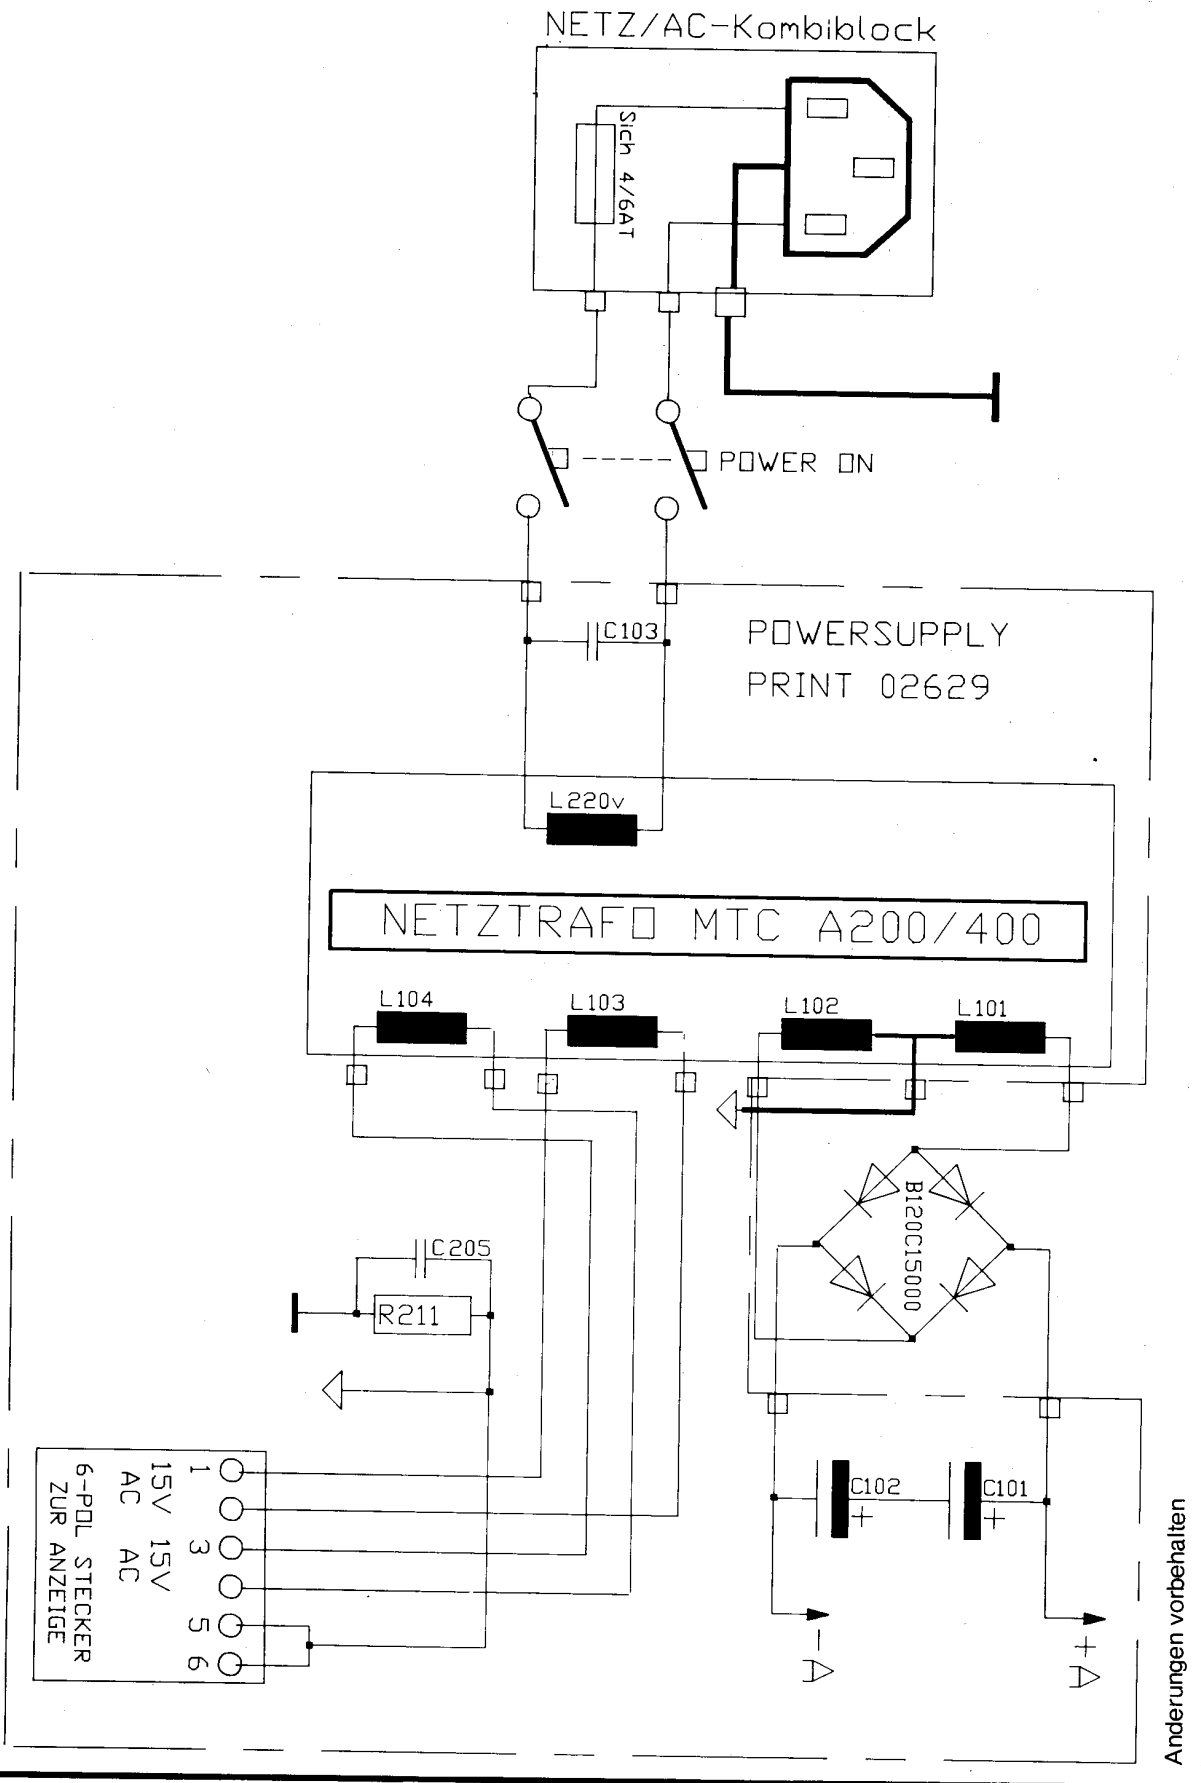 NETZ/AC-Kombiblock
Sich 4/6AT
POWER ON
C103
POWERSUPPLY
PRINT 02629
L220v
NETZTRAFO MTC A200/400
L104
L103
L102
L101
B120C15000
C205
R211
C102
+
C101
+
-A
+A
1
3
5
6
15V
AC
15V
AC
6-POL STECKER
ZUR ANZEIGE
Änderungen vorbehalten